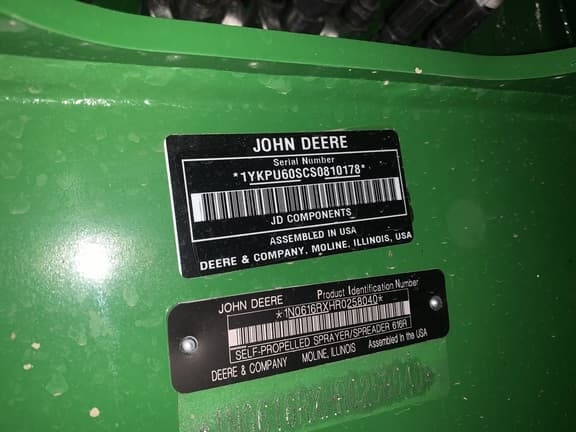 JOHN DEERE
Serial Number
*1YKPU60SCS0810178*
JD COMPONENTS
ASSEMBLED IN USA
DEERE & COMPANY, MOLINE, ILLINOIS, USA
JOHN DEERE Product Identification Number
*1N0616RXHR0258040*
SELF-PROPELLED SPRAYER/SPREADER 616R
DEERE & COMPANY MOLINE, ILLINOIS Assembled in the USA